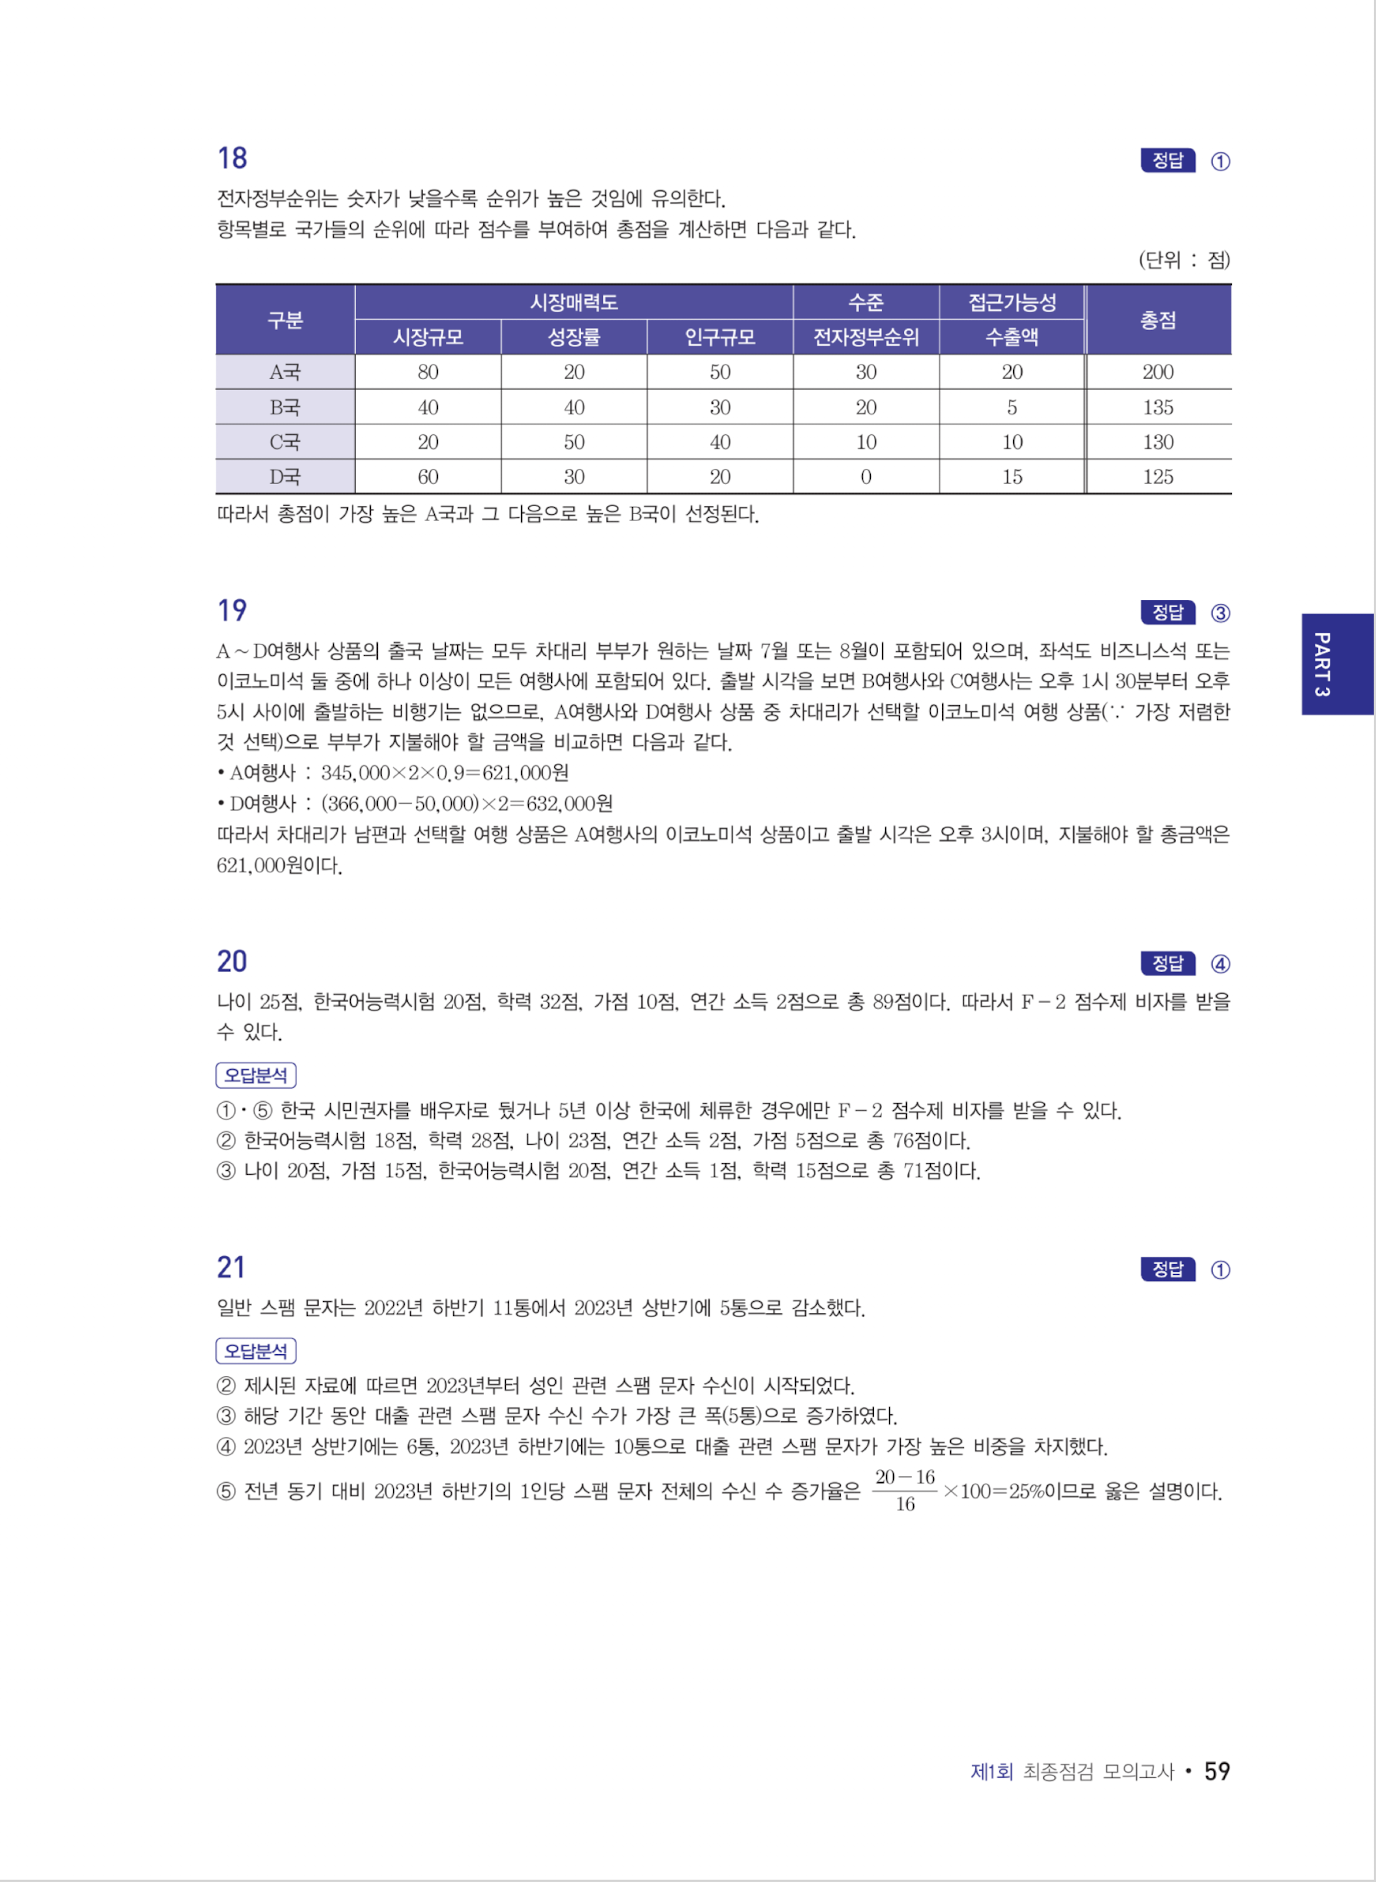 18
정답 ①
전자정부순위는 숫자가 낮을수록 순위가 높은 것임에 유의한다.
항목별로 국가들의 순위에 따라 점수를 부여하여 총점을 계산하면 다음과 같다.
(단위 : 점)
구분 시장매력도 수준 접근가능성 총점
시장규모 성장률 인구규모 전자정부순위 수출액
A국 80 20 50 30 20 200
B국 40 40 30 20 5 135
C국 20 50 40 10 10 130
D국 60 30 20 0 15 125
따라서 총점이 가장 높은 A국과 그 다음으로 높은 B국이 선정된다.
19
정답 ③
A∼D여행사 상품의 출국 날짜는 모두 차대리 부부가 원하는 날짜 7월 또는 8월이 포함되어 있으며, 좌석도 비즈니스석 또는
이코노미석 둘 중에 하나 이상이 모든 여행사에 포함되어 있다. 출발 시각을 보면 B여행사와 C여행사는 오후 1시 30분부터 오후
5시 사이에 출발하는 비행기는 없으므로, A여행사와 D여행사 상품 중 차대리가 선택할 이코노미석 여행 상품(∵ 가장 저렴한
것 선택)으로 부부가 지불해야 할 금액을 비교하면 다음과 같다.
• A여행사 : 345,000×2×0.9=621,000원
• D여행사 : (366,000−50,000)×2=632,000원
따라서 차대리가 남편과 선택할 여행 상품은 A여행사의 이코노미석 상품이고 출발 시각은 오후 3시이며, 지불해야 할 총금액은
621,000원이다.
PART 3
20
정답 ④
나이 25점, 한국어능력시험 20점, 학력 32점, 가점 10점, 연간 소득 2점으로 총 89점이다. 따라서 F−2 점수제 비자를 받을
수 있다.
오답분석
①·⑤ 한국 시민권자를 배우자로 뒀거나 5년 이상 한국에 체류한 경우에만 F−2 점수제 비자를 받을 수 있다.
② 한국어능력시험 18점, 학력 28점, 나이 23점, 연간 소득 2점, 가점 5점으로 총 76점이다.
③ 나이 20점, 가점 15점, 한국어능력시험 20점, 연간 소득 1점, 학력 15점으로 총 71점이다.
21
정답 ①
일반 스팸 문자는 2022년 하반기 11통에서 2023년 상반기에 5통으로 감소했다.
오답분석
② 제시된 자료에 따르면 2023년부터 성인 관련 스팸 문자 수신이 시작되었다.
③ 해당 기간 동안 대출 관련 스팸 문자 수신 수가 가장 큰 폭(5통)으로 증가하였다.
④ 2023년 상반기에는 6통, 2023년 하반기에는 10통으로 대출 관련 스팸 문자가 가장 높은 비중을 차지했다.
⑤ 전년 동기 대비 2023년 하반기의 1인당 스팸 문자 전체의 수신 수 증가율은 20−16/16 ×100=25%이므로 옳은 설명이다.
제1회 최종점검 모의고사 • 59